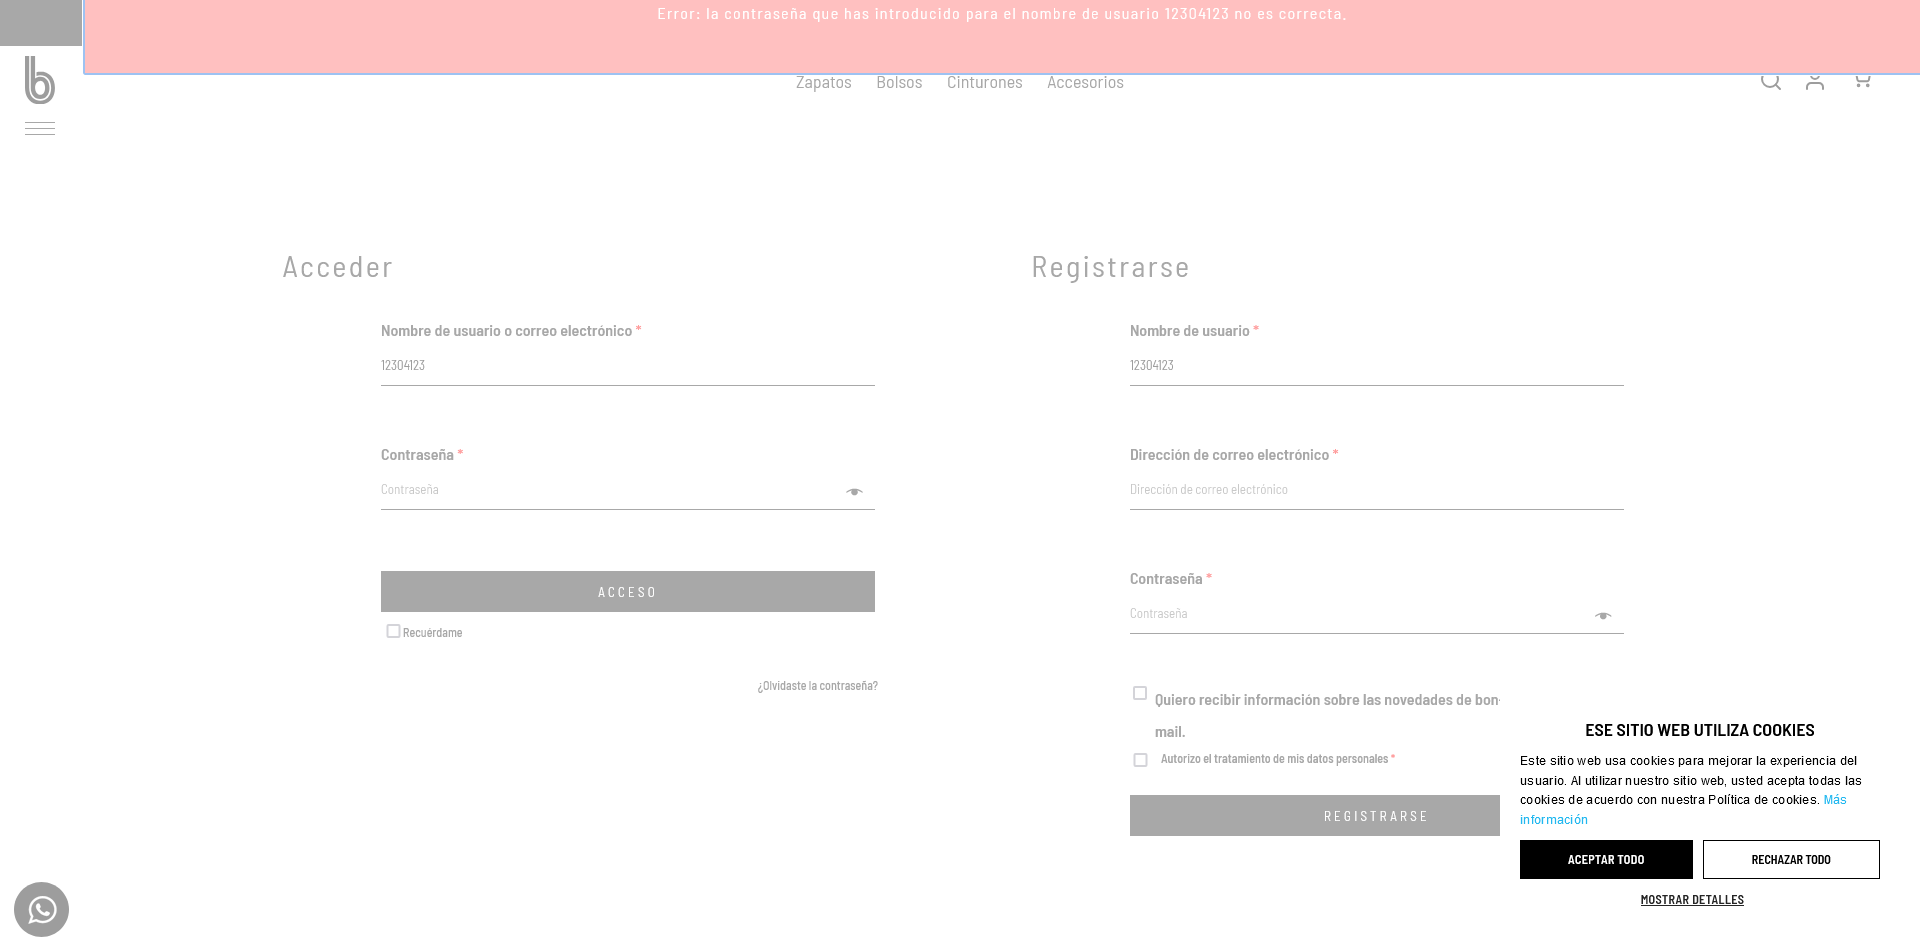 Error: la contraseña que has introducido para el nombre de usuario 12304123 no es correcta.
b
Zapatos Bolsos Cinturones Accesorios
Acceder
Nombre de usuario o correo electrónico *
12304123
Contraseña *
Contraseña
ACCESO
Recuérdame
¿Olvidaste la contraseña?
Registrarse
Nombre de usuario *
12304123
Dirección de correo electrónico *
Dirección de correo electrónico
Contraseña *
Contraseña
Quiero recibir información sobre las novedades de bon
mail.
Autorizo el tratamiento de mis datos personales *
REGISTRARSE
ESE SITIO WEB UTILIZA COOKIES
Este sitio web usa cookies para mejorar la experiencia del
usuario. Al utilizar nuestro sitio web, usted acepta todas las
cookies de acuerdo con nuestra Política de cookies. Más
información
ACEPTAR TODO RECHAZAR TODO
MOSTRAR DETALLES